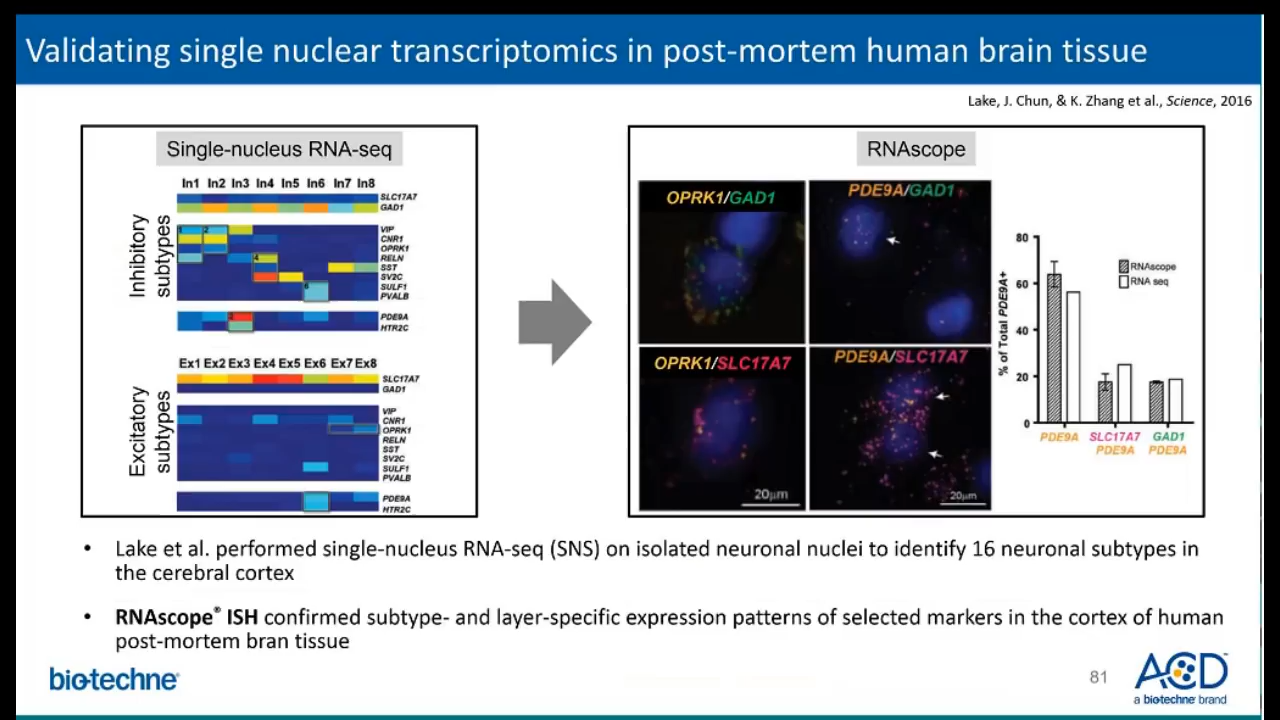 Validating single nuclear transcriptomics in post-mortem human brain tissue
Lake, J. Chun, & K. Zhang et al., Science, 2016
Single-nucleus RNA-seq
In1 In2 In3 In4 In5 In6 In7 In8
SLC17A7
GAD1
Inhibitory
subtypes
1 2
VIP
CNR1
OPRK1
4
RELN
SST
SV2C
6
SULF1
PVALB
PDE9A
HTR2C
Ex1 Ex2 Ex3 Ex4 Ex5 Ex6 Ex7 Ex8
SLC17A7
GAD1
Excitatory
subtypes
VIP
CNR1
OPRK1
RELN
SST
SV2C
SULF1
PVALB
PDE9A
HTR2C
RNAscope
OPRK1/GAD1
PDE9A/GAD1
OPRK1/SLC17A7
PDE9A/SLC17A7
20µm
20µm
% of Total PDE9A+
80
60
40
20
0
RNAscope
RNA seq
PDE9A
SLC17A7
PDE9A
GAD1
PDE9A
• Lake et al. performed single-nucleus RNA-seq (SNS) on isolated neuronal nuclei to identify 16 neuronal subtypes in
the cerebral cortex
• RNAscope® ISH confirmed subtype- and layer-specific expression patterns of selected markers in the cortex of human
post-mortem bran tissue
bio-techne®
81
ACD™
a biotechne brand